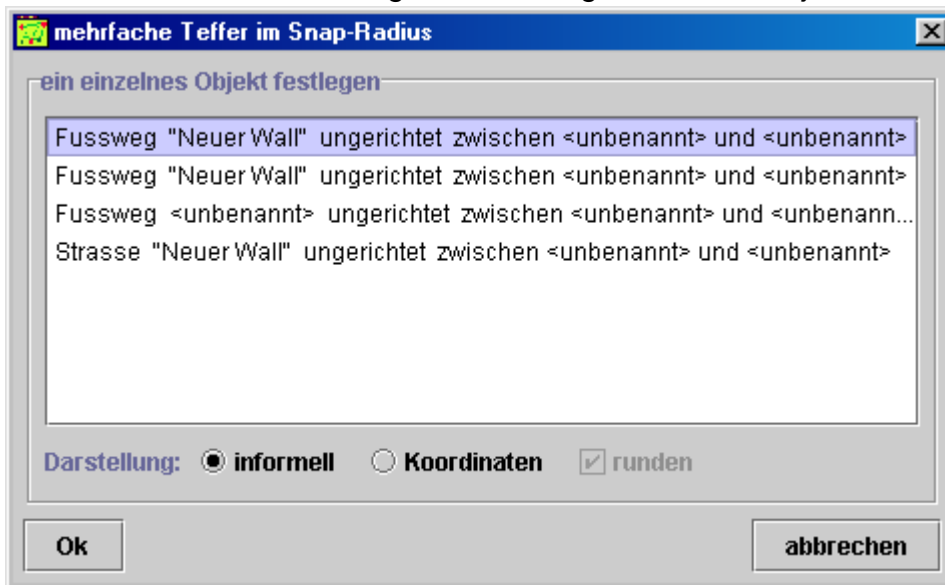 mehrfache Teffer im Snap-Radius
ein einzelnes Objekt festlegen
Fussweg "Neuer Wall" ungerichtet zwischen <unbenannt> und <unbenannt>
Fussweg "Neuer Wall" ungerichtet zwischen <unbenannt> und <unbenannt>
Fussweg <unbenannt> ungerichtet zwischen <unbenannt> und <unbenann...
Strasse "Neuer Wall" ungerichtet zwischen <unbenannt> und <unbenannt>
Darstellung: informell Koordinaten runden
Ok abbrechen